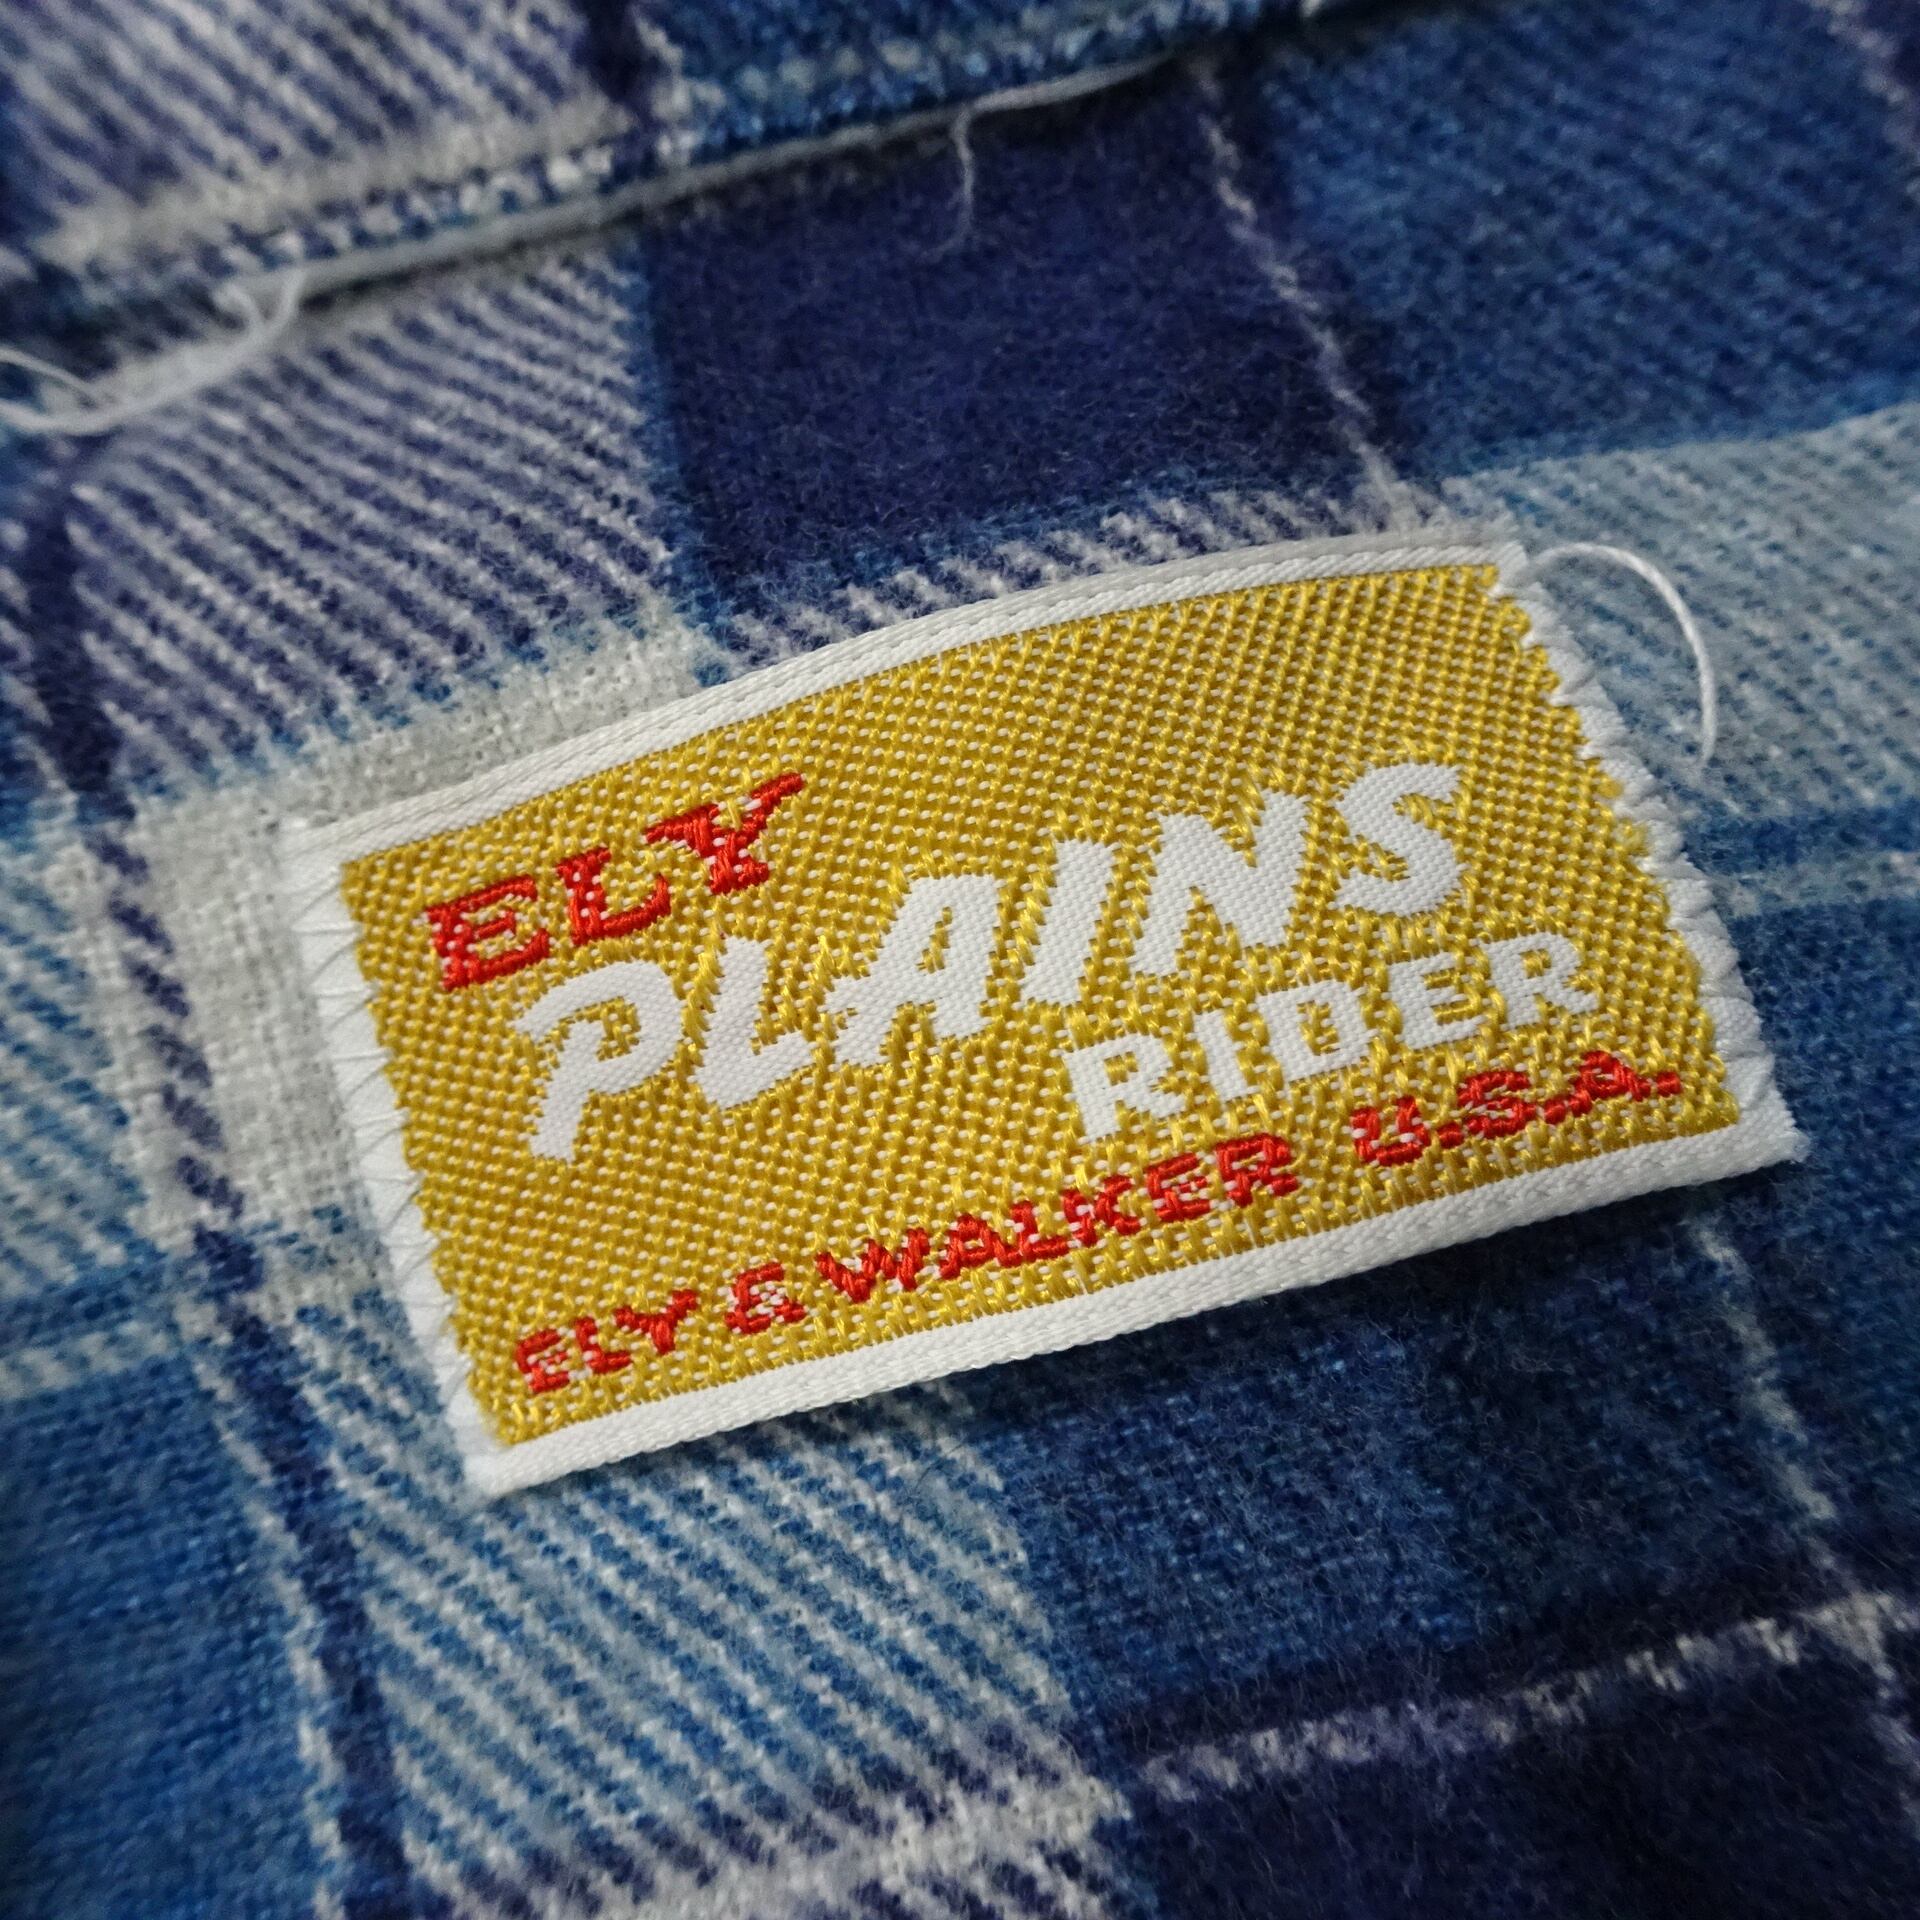 ELY
PLAINS
RIDER
ELY & WALKER U.S.A.